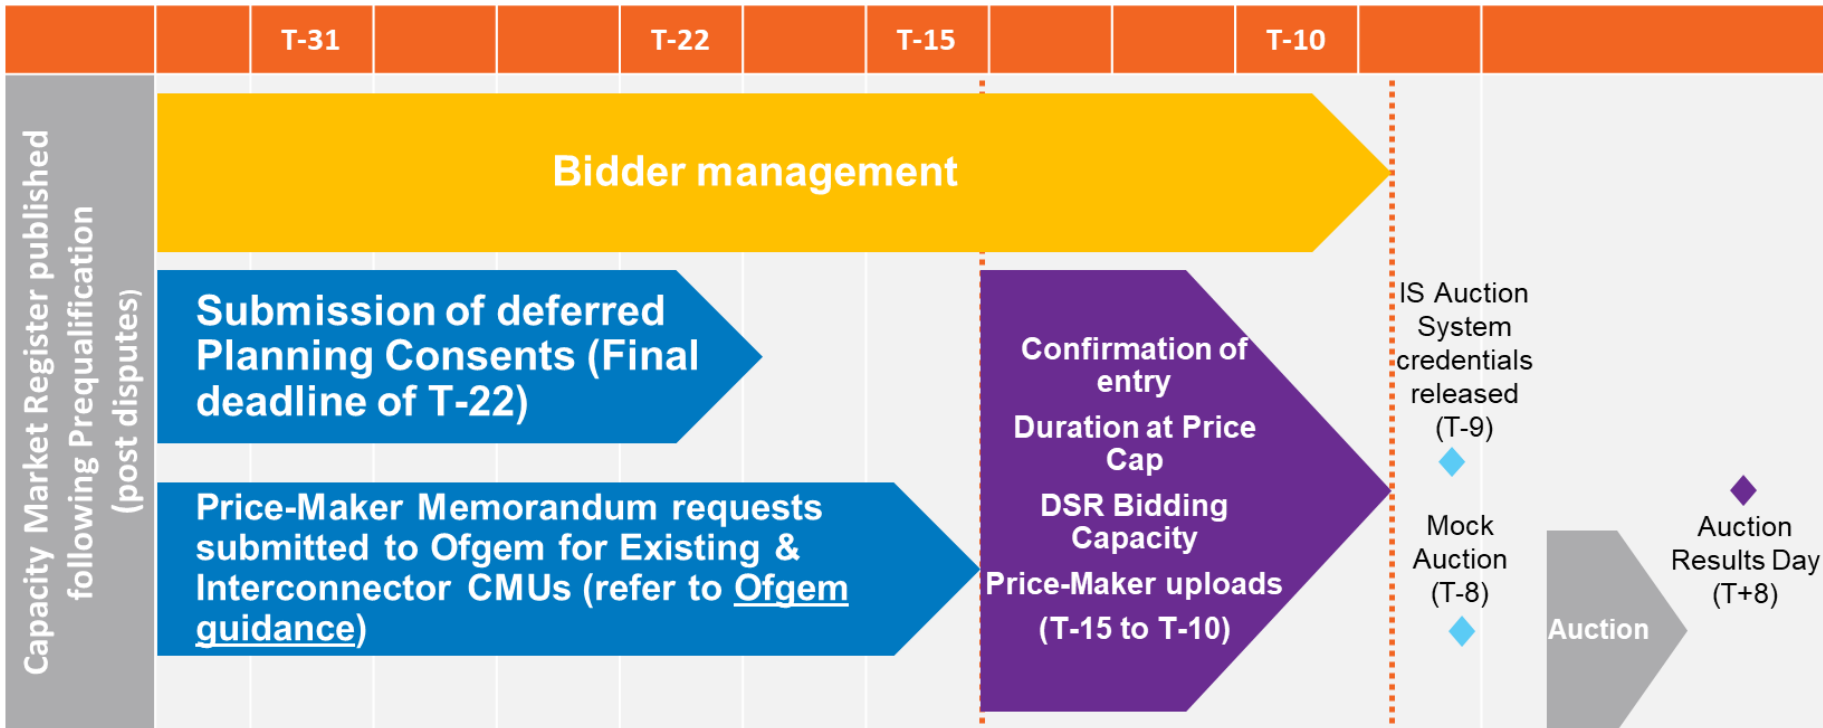 T-31
T-22
T-15
T-10
Capacity Market Register published
following Prequalification
(post disputes)
Bidder management
Submission of deferred
Planning Consents (Final
deadline of T-22)
Price-Maker Memorandum requests
submitted to Ofgem for Existing &
Interconnector CMUs (refer to Ofgem
guidance)
Confirmation of
entry
Duration at Price
Cap
DSR Bidding
Capacity
Price-Maker uploads
(T-15 to T-10)
IS Auction
System
credentials
released
(T-9)
Mock
Auction
(T-8)
Auction
Auction
Results Day
(T+8)